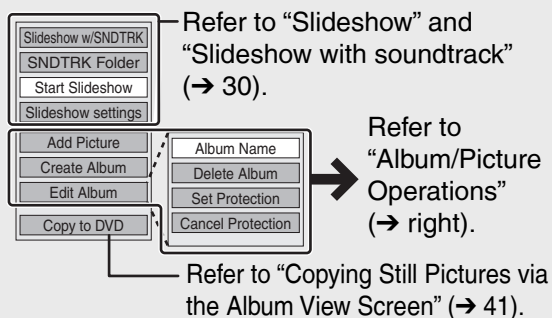 Slideshow w/SNDTRK
SNDTRK Folder
Start Slideshow
Slideshow settings
Refer to “Slideshow” and
“Slideshow with soundtrack”
(➔ 30).
Add Picture
Create Album
Edit Album
Copy to DVD
Album Name
Delete Album
Set Protection
Cancel Protection
Refer to
“Album/Picture
Operations”
(➔ right).
Refer to “Copying Still Pictures via
the Album View Screen” (➔ 41).